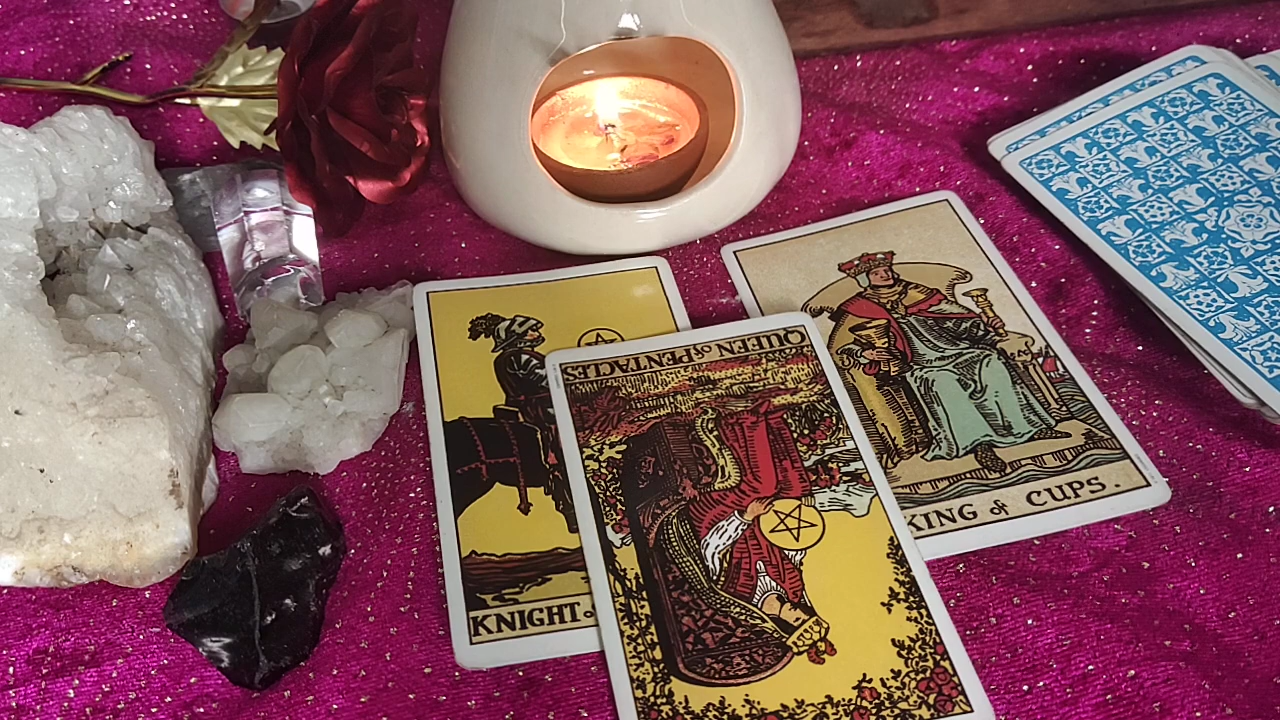 QUEEN of PENTACLES
KING of CUPS.
KNIGHT